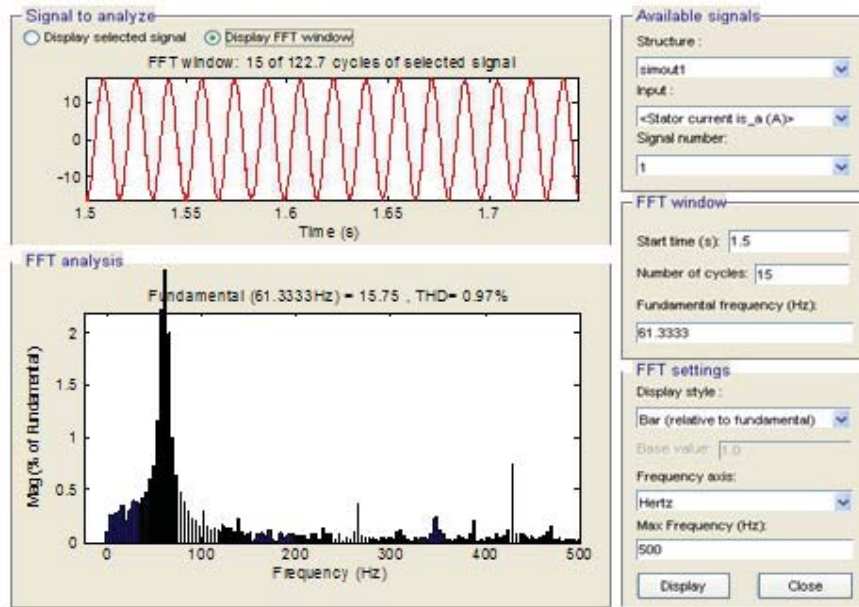 Signal to analyze
Display selected signal
Display FFT window
FFT window: 15 of 122.7 cycles of selected signal
10
0
-10
1.5
1.55
1.6
1.65
1.7
Time (s)
FFT analysis
Fundamental (61.3333Hz) = 15.75 , THD= 0.97%
Mag (% of Fundamental)
2
1.5
1
0.5
0
0
100
200
300
400
500
Frequency (Hz)
Available signals
Structure :
simout1
Input :
<Stator current is_a (A)>
Signal number:
1
FFT window
Start time (s): 1.5
Number of cycles: 15
Fundamental frequency (Hz):
61.3333
FFT settings
Display style :
Bar (relative to fundamental)
Base value: 1.0
Frequency axis:
Hertz
Max Frequency (Hz):
500
Display
Close